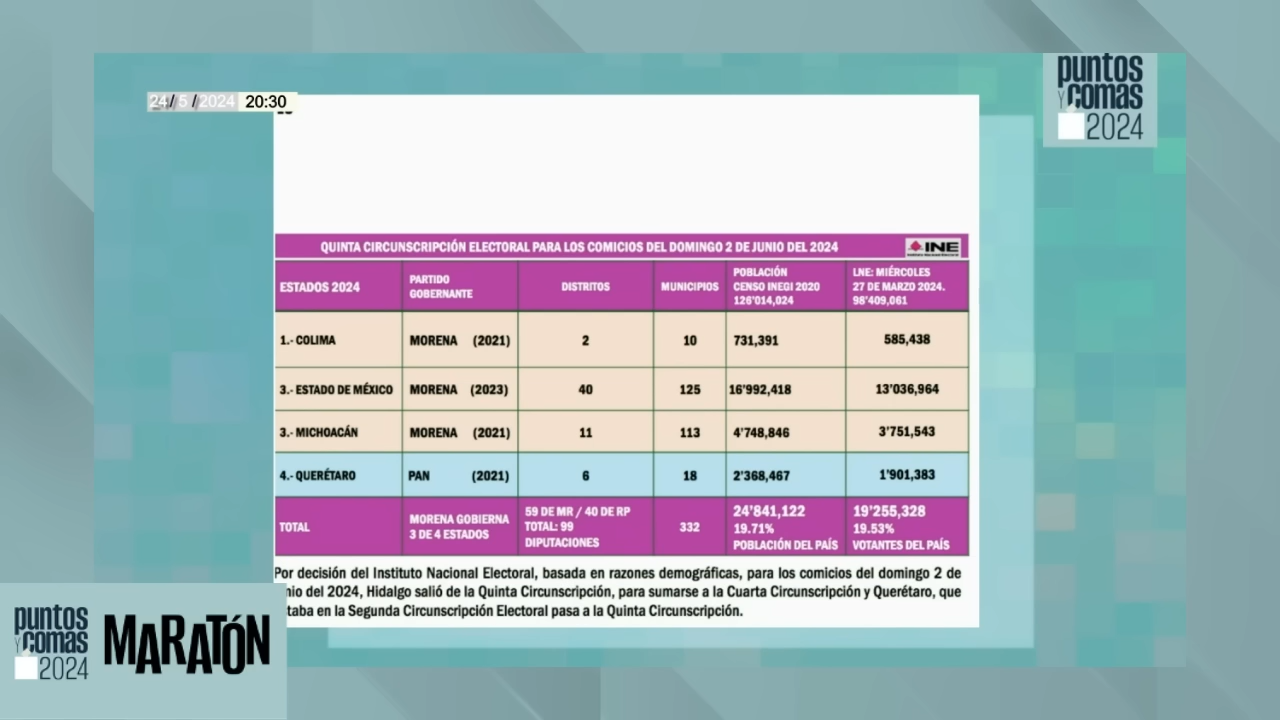 24/ 5 /2024 20:30
puntos
Y comas
2024
QUINTA CIRCUNSCRIPCIÓN ELECTORAL PARA LOS COMICIOS DEL DOMINGO 2 DE JUNIO DEL 2024
INE
ESTADOS 2024
PARTIDO
GOBERNANTE
DISTRITOS
MUNICIPIOS
POBLACIÓN
CENSO INEGI 2020
126'014,024
LNE: MIÉRCOLES
27 DE MARZO 2024.
98'409,061
1.- COLIMA MORENA (2021) 2 10 731,391 585,438
3.- ESTADO DE MÉXICO MORENA (2023) 40 125 16'992,418 13'036,964
3.- MICHOACÁN MORENA (2021) 11 113 4'748,846 3'751,543
4.- QUERÉTARO PAN (2021) 6 18 2'368,467 1'901,383
TOTAL
MORENA GOBIERNA
3 DE 4 ESTADOS
59 DE MR / 40 DE RP
TOTAL: 99
DIPUTACIONES
332
24'841,122
19.71%
POBLACIÓN DEL PAÍS
19'255,328
19.53%
VOTANTES DEL PAÍS
Por decisión del Instituto Nacional Electoral, basada en razones demográficas, para los comicios del domingo 2 de
nio del 2024, Hidalgo salió de la Quinta Circunscripción, para sumarse a la Cuarta Circunscripción y Querétaro, que
taba en la Segunda Circunscripción Electoral pasa a la Quinta Circunscripción.
puntos
Y comas
2024
MARATÓN